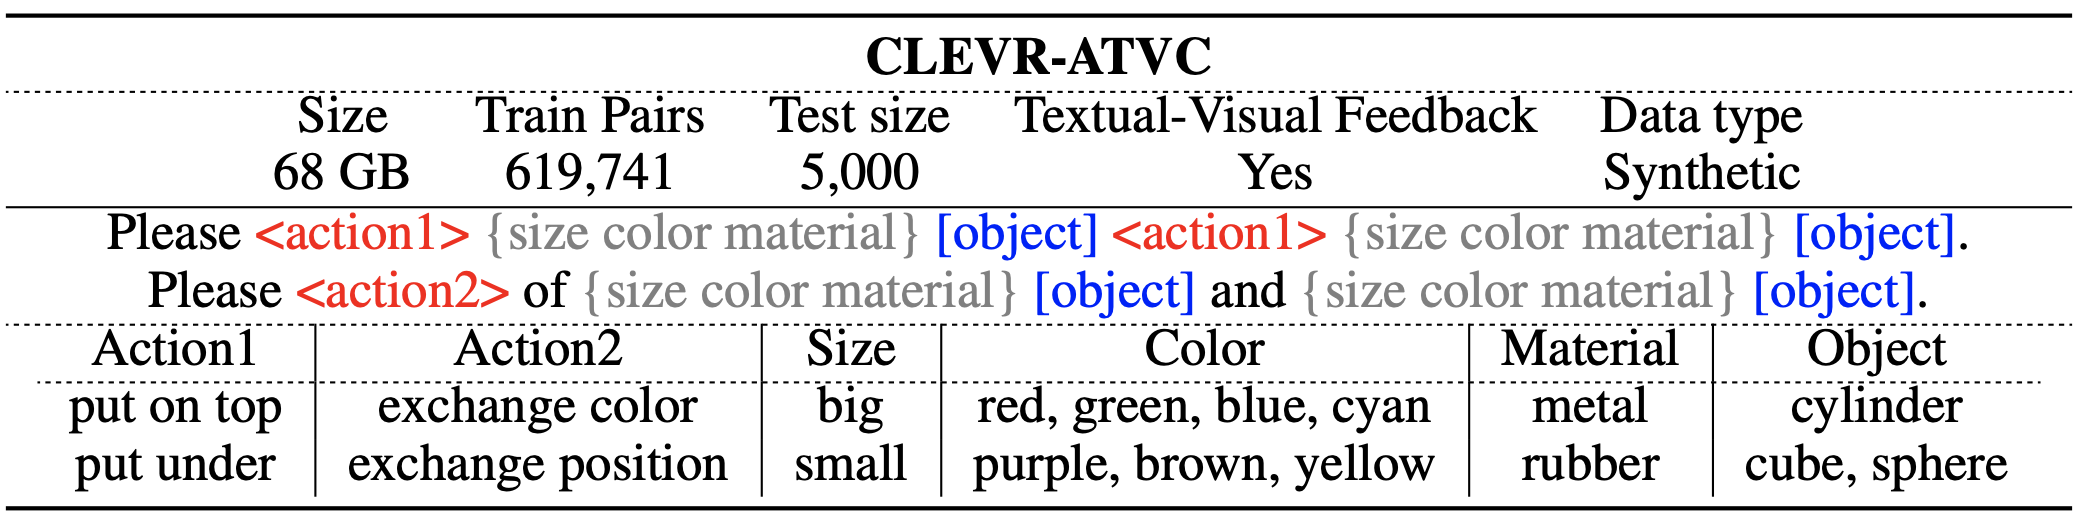 CLEVR-ATVC
Size Train Pairs Test size Textual-Visual Feedback Data type
68 GB 619,741 5,000 Yes Synthetic
Please <action1> {size color material} [object] <action1> {size color material} [object].
Please <action2> of {size color material} [object] and {size color material} [object].
Action1 Action2 Size Color Material Object
put on top exchange color big red, green, blue, cyan metal cylinder
put under exchange position small purple, brown, yellow rubber cube, sphere